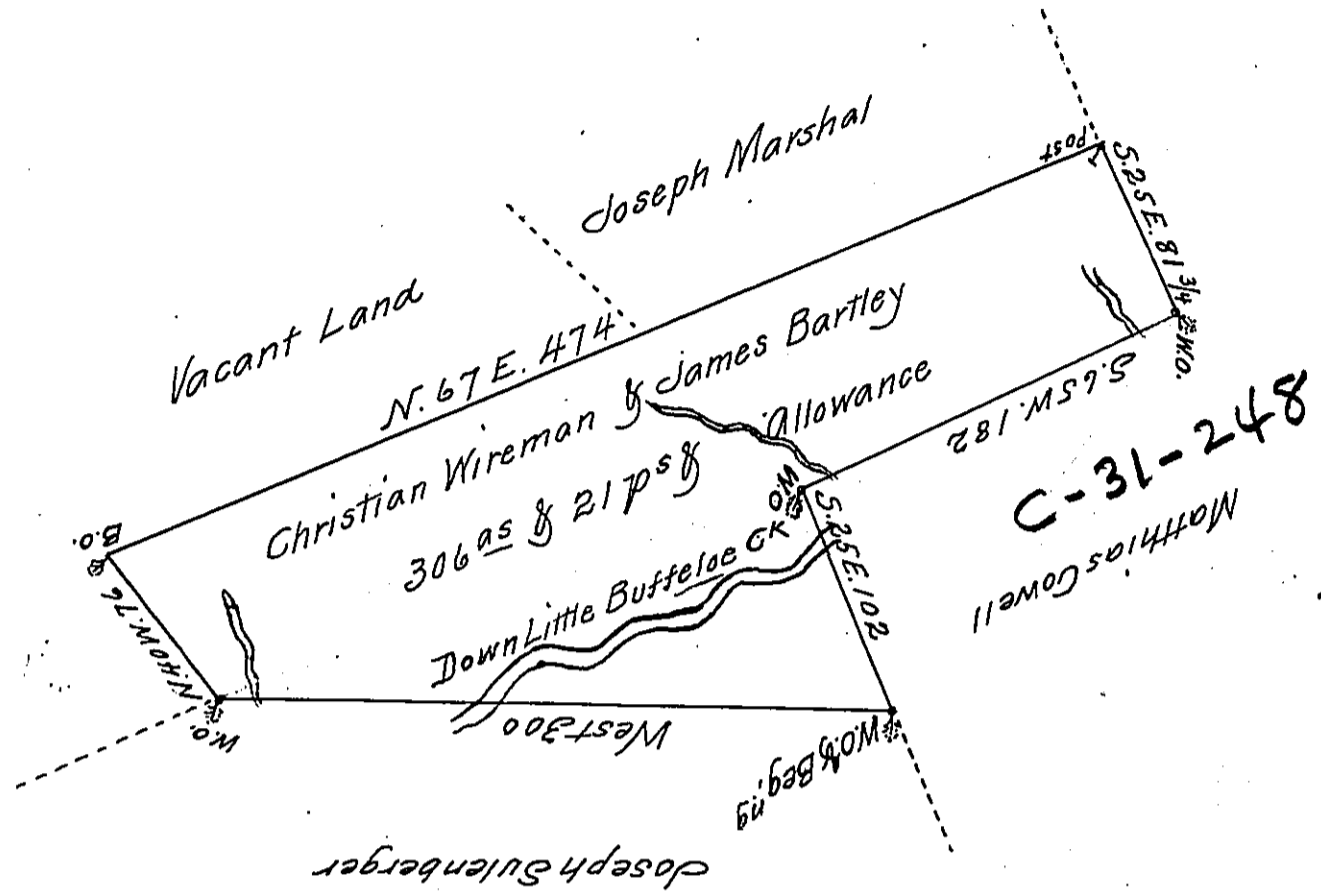 Joseph Marshal
Vacant Land
Post
S.25E. 81 3/4
W.O.
N. 67 E. 474
Christian Wireman & James Bartley
306 as & 21 ps & Allowance
B.O.
N.40W. 76
W.O.
Down Little Buffeloe CK
W.O
S.65W. 182
S.25E. 102
C-31-248
Matthias Cowell
West 300
W.O.& Beg,ing
Joseph Sulenberger